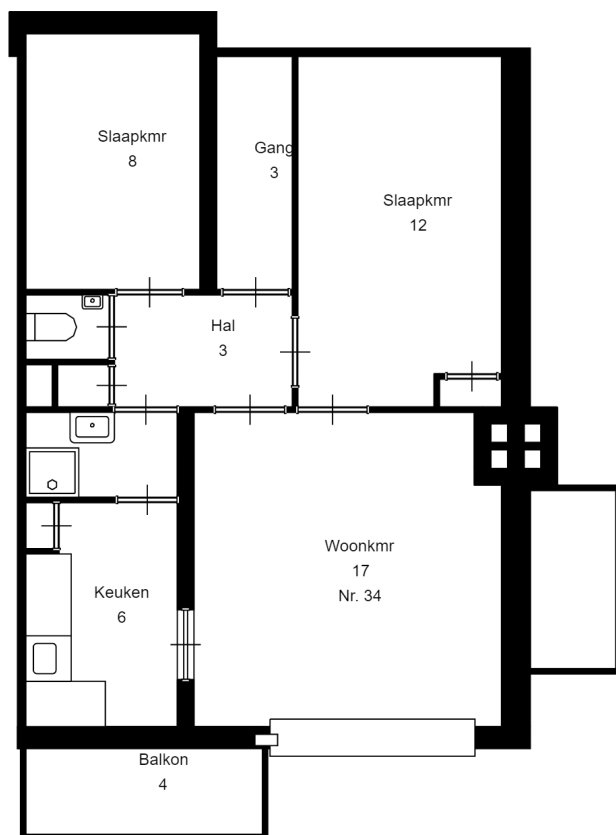 Slaapkmr
8
Gang
3
Slaapkmr
12
Hal
3
Woonkmr
17
Nr. 34
Keuken
6
Balkon
4